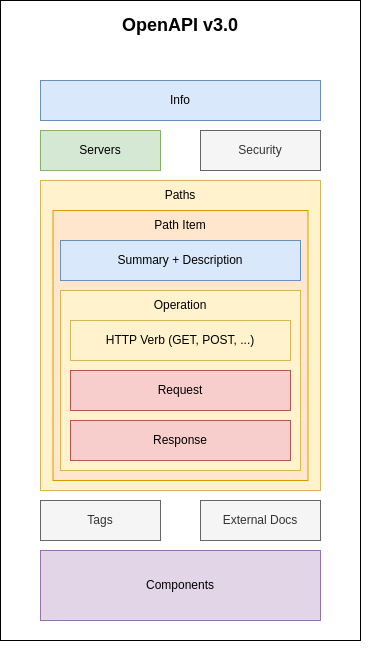 OpenAPI v3.0
Info
Servers
Security
Paths
Path Item
Summary + Description
Operation
HTTP Verb (GET, POST, ...)
Request
Response
Tags
External Docs
Components